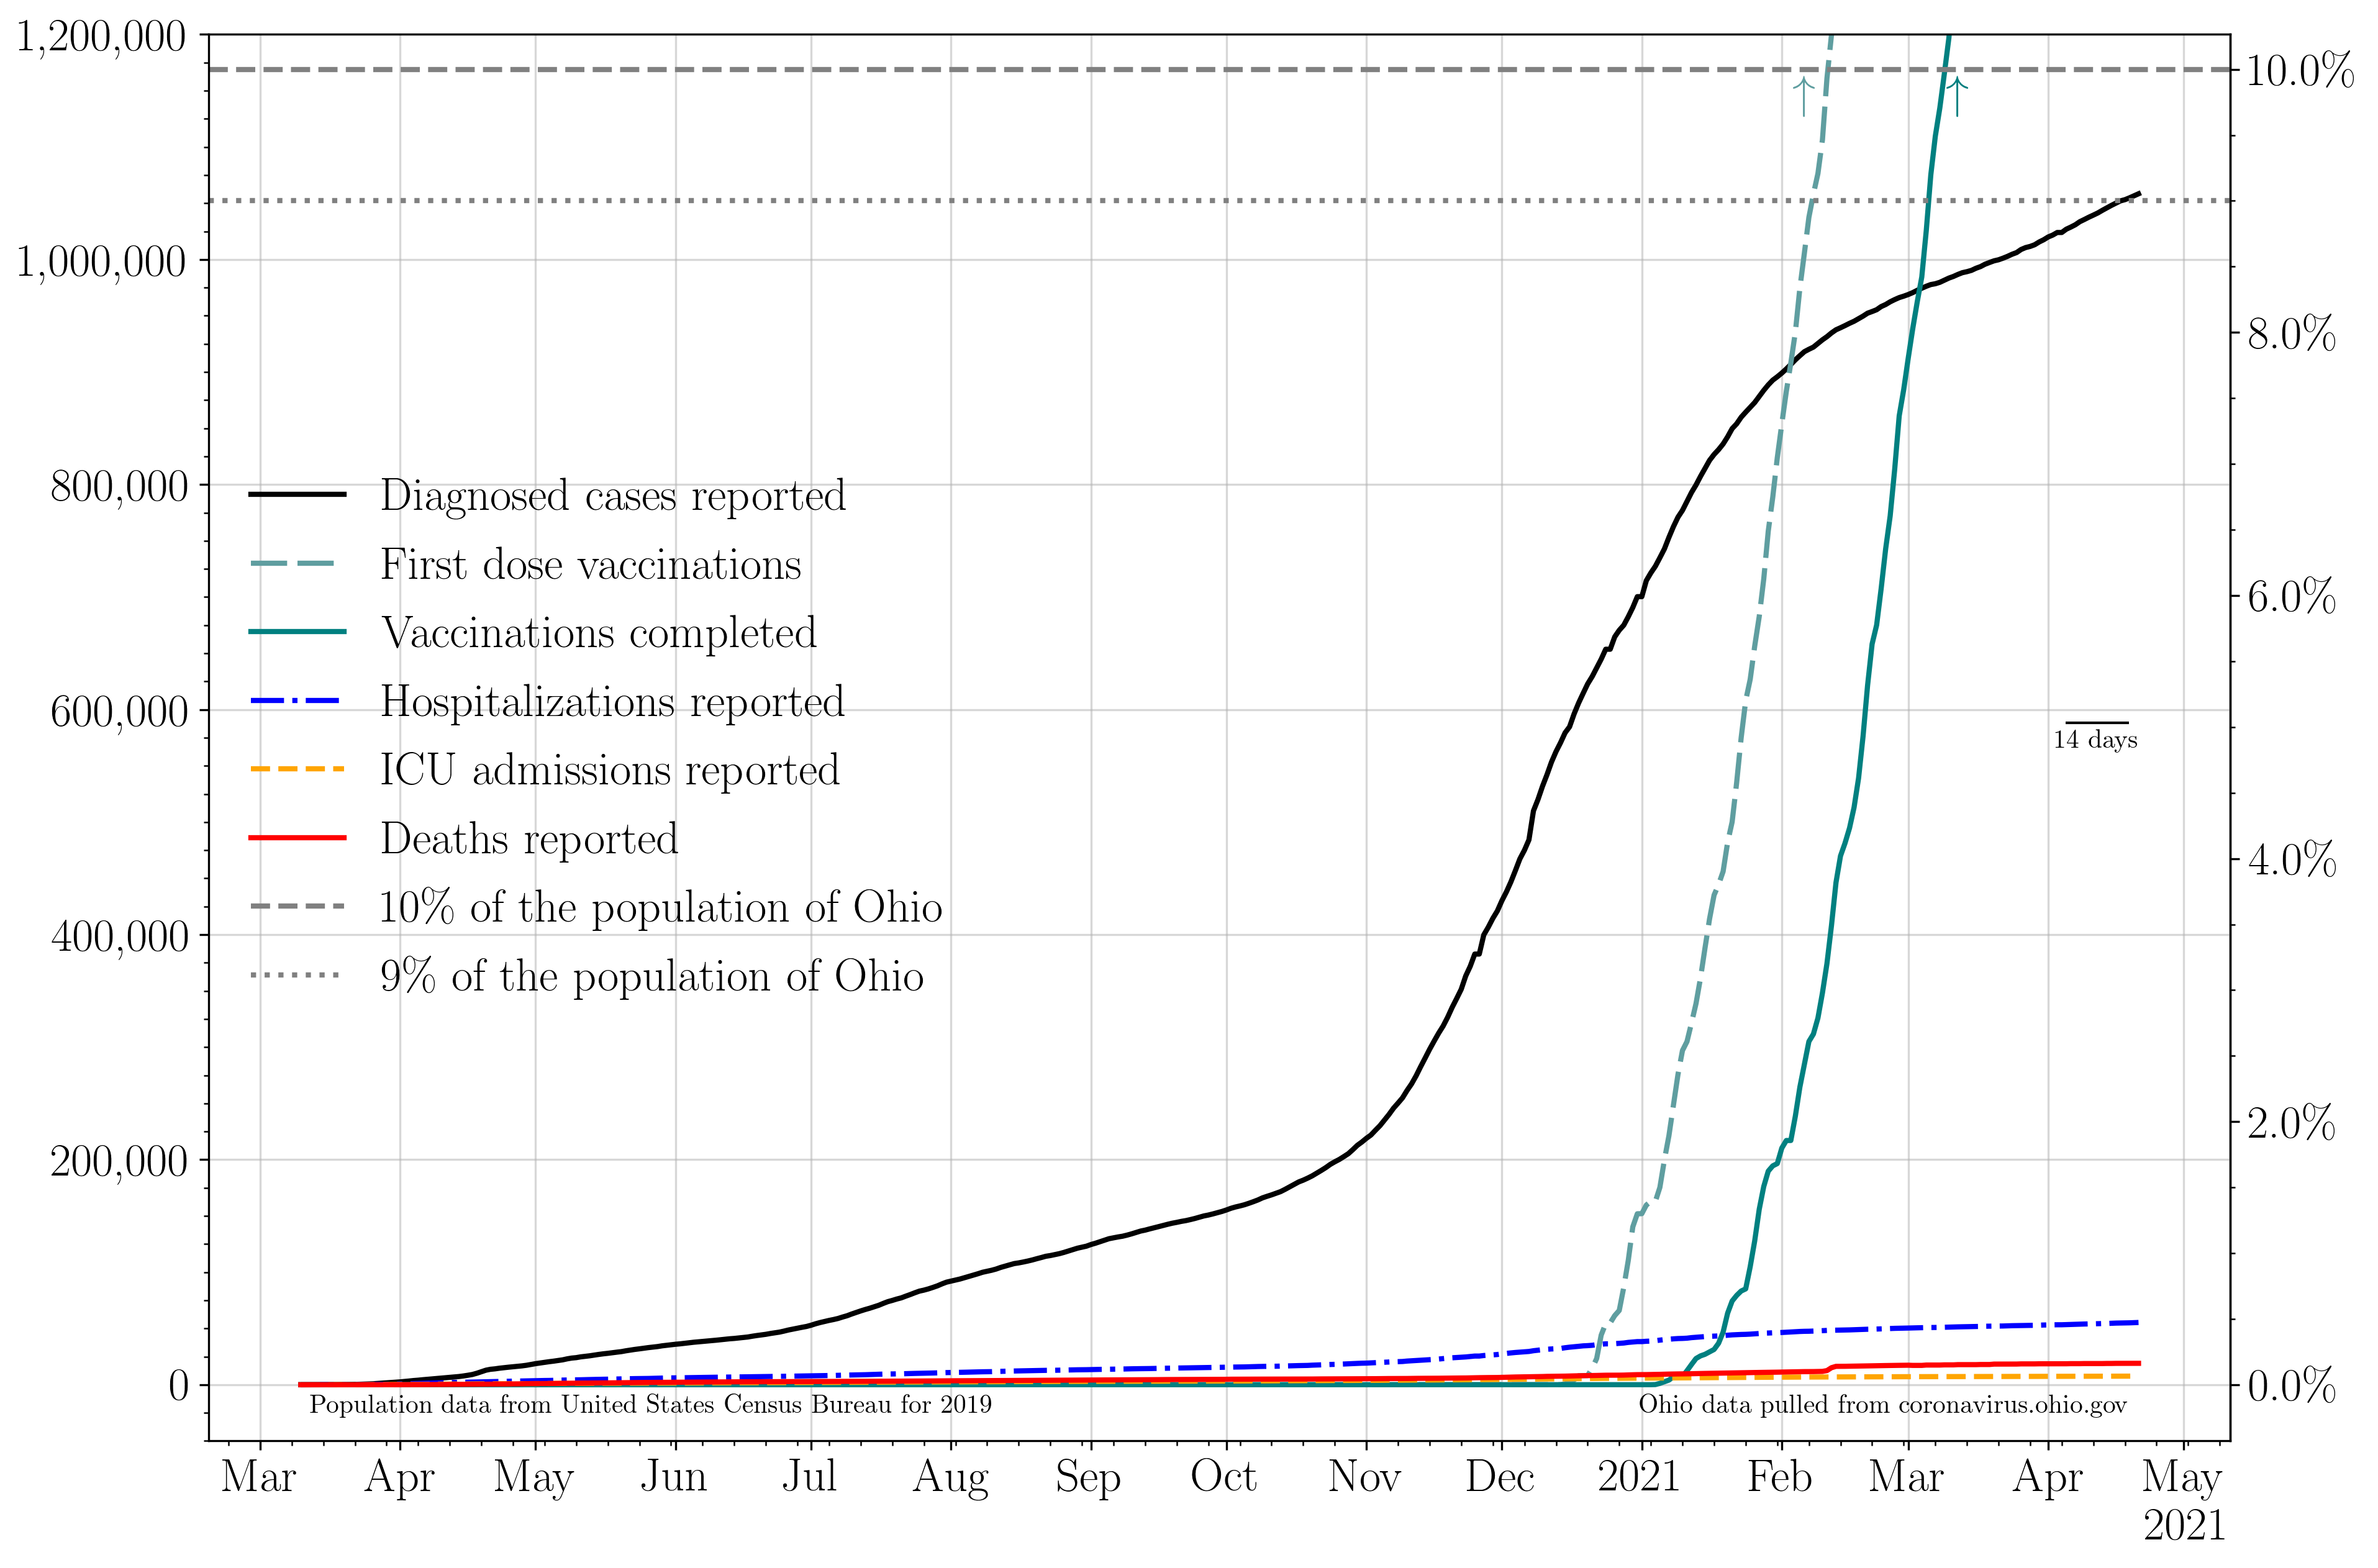 1,200,000
1,000,000
800,000
600,000
400,000
200,000
0
10.0%
8.0%
6.0%
4.0%
2.0%
0.0%
Diagnosed cases reported
First dose vaccinations
Vaccinations completed
Hospitalizations reported
ICU admissions reported
Deaths reported
10% of the population of Ohio
9% of the population of Ohio
14 days
Population data from United States Census Bureau for 2019
Ohio data pulled from coronavirus.ohio.gov
Mar Apr May Jun Jul Aug Sep Oct Nov Dec 2021 Feb Mar Apr May
2021